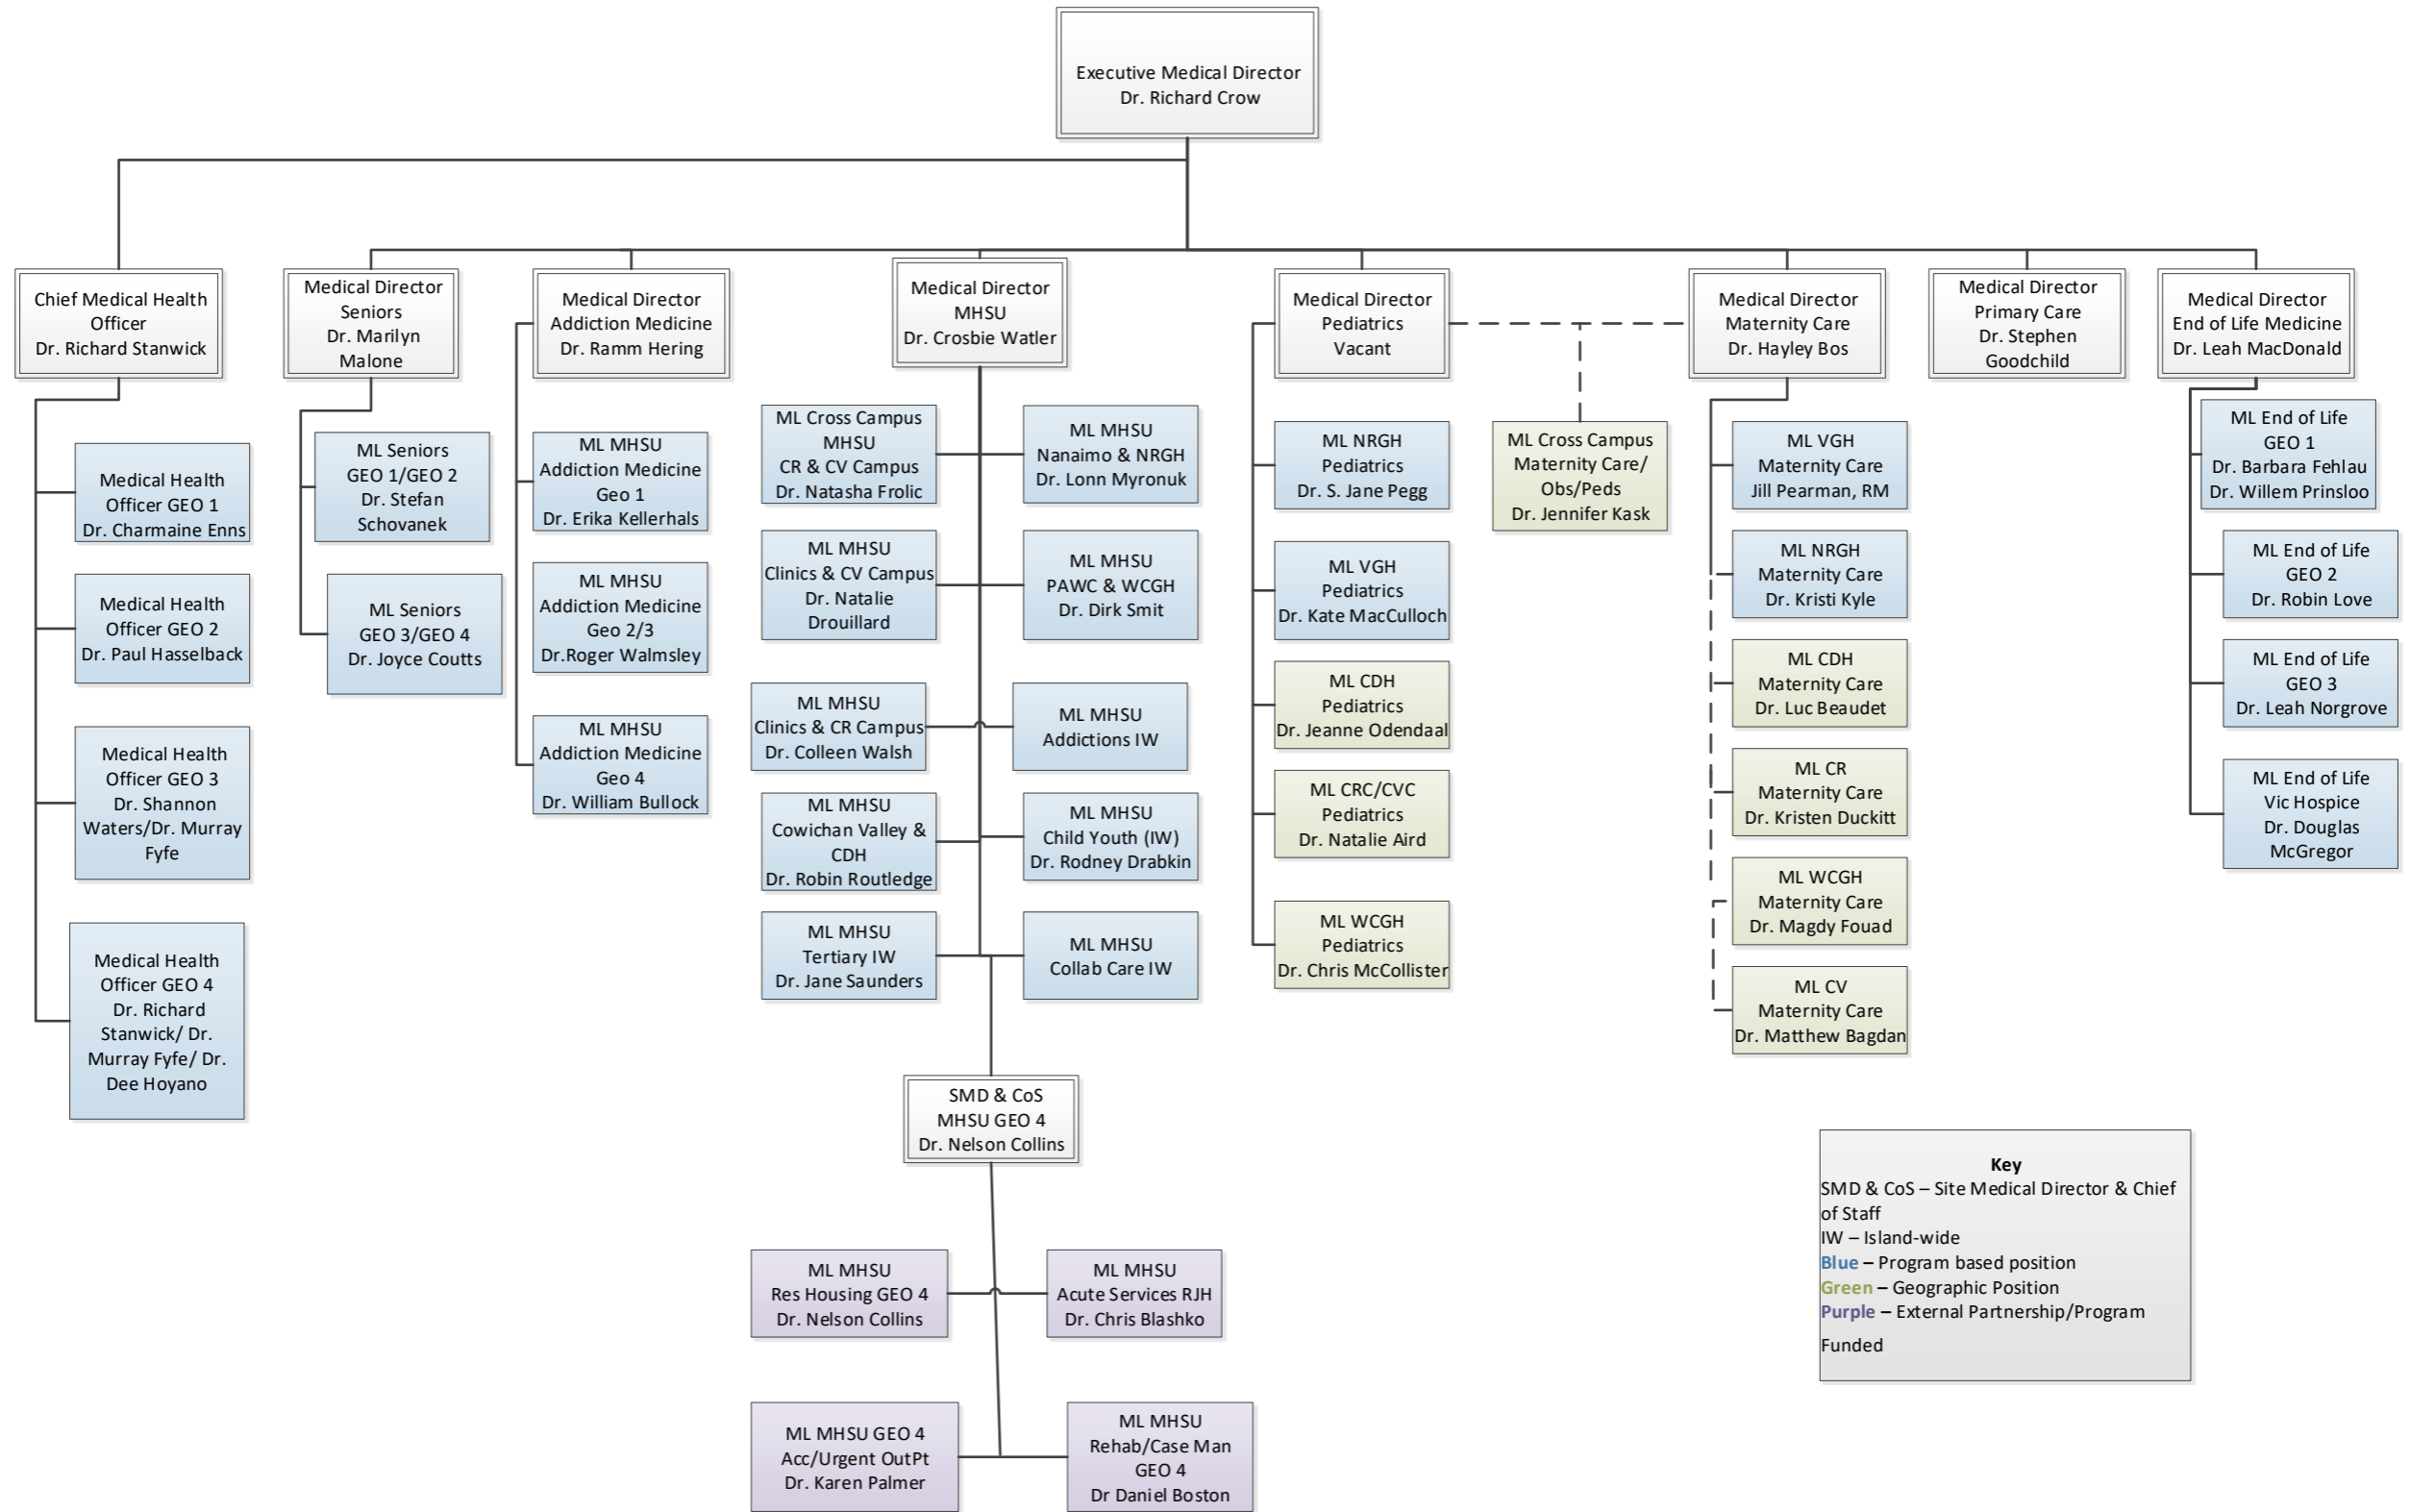 Executive Medical Director
Dr. Richard Crow
Chief Medical Health
Officer
Dr. Richard Stanwick
Medical Director
Seniors
Dr. Marilyn
Malone
Medical Director
Addiction Medicine
Dr. Ramm Hering
Medical Director
MHSU
Dr. Crosbie Watler
Medical Director
Pediatrics
Vacant
Medical Director
Maternity Care
Dr. Hayley Bos
Medical Director
Primary Care
Dr. Stephen
Goodchild
Medical Director
End of Life Medicine
Dr. Leah MacDonald
Medical Health
Officer GEO 1
Dr. Charmaine Enns
Medical Health
Officer GEO 2
Dr. Paul Hasselback
Medical Health
Officer GEO 3
Dr. Shannon
Waters/Dr. Murray
Fyfe
Medical Health
Officer GEO 4
Dr. Richard
Stanwick/ Dr.
Murray Fyfe/ Dr.
Dee Hoyano
ML Seniors
GEO 1/GEO 2
Dr. Stefan
Schovanek
ML Seniors
GEO 3/GEO 4
Dr. Joyce Coutts
ML MHSU
Addiction Medicine
Geo 1
Dr. Erika Kellerhals
ML MHSU
Addiction Medicine
Geo 2/3
Dr.Roger Walmsley
ML MHSU
Addiction Medicine
Geo 4
Dr. William Bullock
ML Cross Campus
MHSU
CR & CV Campus
Dr. Natasha Frolic
ML MHSU
Nanaimo & NRGH
Dr. Lonn Myronuk
ML MHSU
Clinics & CV Campus
Dr. Natalie
Drouillard
ML MHSU
PAWC & WCGH
Dr. Dirk Smit
ML MHSU
Clinics & CR Campus
Dr. Colleen Walsh
ML MHSU
Addictions IW
ML MHSU
Cowichan Valley &
CDH
Dr. Robin Routledge
ML MHSU
Child Youth (IW)
Dr. Rodney Drabkin
ML MHSU
Tertiary IW
Dr. Jane Saunders
ML MHSU
Collab Care IW
SMD & CoS
MHSU GEO 4
Dr. Nelson Collins
ML MHSU
Res Housing GEO 4
Dr. Nelson Collins
ML MHSU
Acute Services RJH
Dr. Chris Blashko
ML MHSU GEO 4
Acc/Urgent OutPt
Dr. Karen Palmer
ML MHSU
Rehab/Case Man
GEO 4
Dr Daniel Boston
ML NRGH
Pediatrics
Dr. S. Jane Pegg
ML VGH
Pediatrics
Dr. Kate MacCulloch
ML CDH
Pediatrics
Dr. Jeanne Odendaal
ML CRC/CVC
Pediatrics
Dr. Natalie Aird
ML WCGH
Pediatrics
Dr. Chris McCollister
ML Cross Campus
Maternity Care/
Obs/Peds
Dr. Jennifer Kask
ML VGH
Maternity Care
Jill Pearman, RM
ML NRGH
Maternity Care
Dr. Kristi Kyle
ML CDH
Maternity Care
Dr. Luc Beaudet
ML CR
Maternity Care
Dr. Kristen Duckitt
ML WCGH
Maternity Care
Dr. Magdy Fouad
ML CV
Maternity Care
Dr. Matthew Bagdan
ML End of Life
GEO 1
Dr. Barbara Fehlau
Dr. Willem Prinsloo
ML End of Life
GEO 2
Dr. Robin Love
ML End of Life
GEO 3
Dr. Leah Norgrove
ML End of Life
Vic Hospice
Dr. Douglas
McGregor
Key
SMD & CoS – Site Medical Director & Chief
of Staff
IW – Island-wide
Blue – Program based position
Green – Geographic Position
Purple – External Partnership/Program
Funded